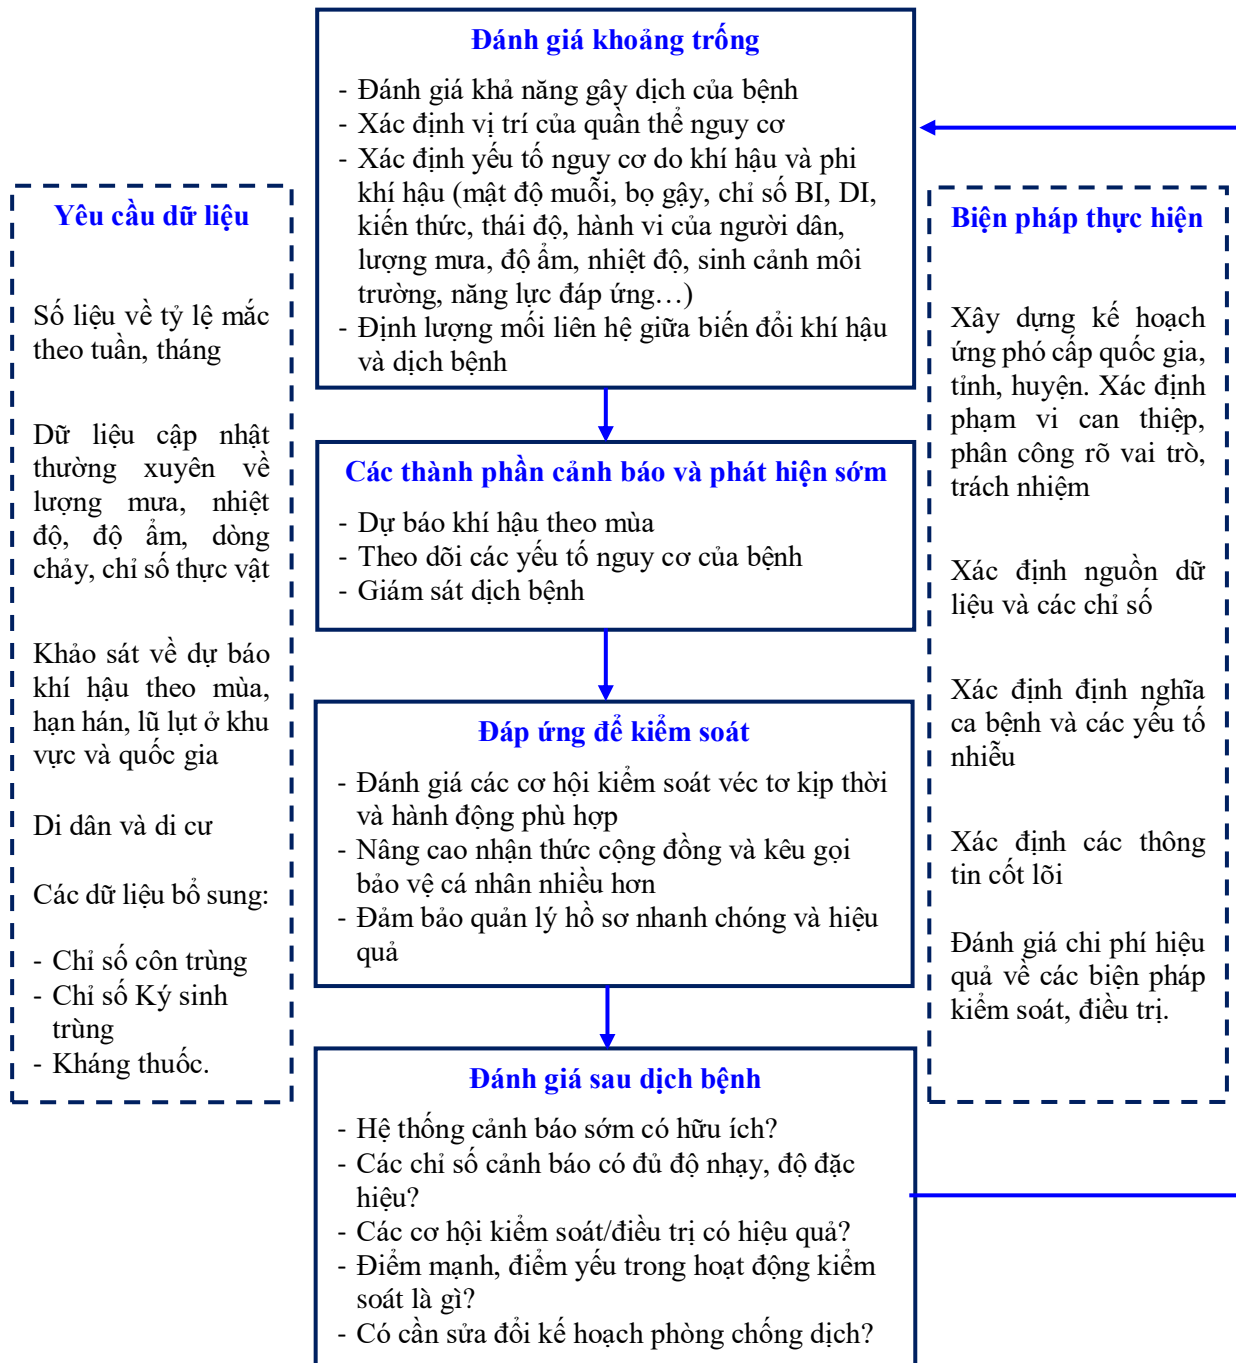 Đánh giá khoảng trống
- Đánh giá khả năng gây dịch của bệnh
- Xác định vị trí của quần thể nguy cơ
- Xác định yếu tố nguy cơ do khí hậu và phi
khí hậu (mật độ muỗi, bọ gậy, chỉ số BI, DI,
kiến thức, thái độ, hành vi của người dân,
lượng mưa, độ ẩm, nhiệt độ, sinh cảnh môi
trường, năng lực đáp ứng…)
- Định lượng mối liên hệ giữa biến đổi khí hậu
và dịch bệnh
Yêu cầu dữ liệu
Số liệu về tỷ lệ mắc
theo tuần, tháng
Dữ liệu cập nhật
thường xuyên về
lượng mưa, nhiệt
độ, độ ẩm, dòng
chảy, chỉ số thực vật
Khảo sát về dự báo
khí hậu theo mùa,
hạn hán, lũ lụt ở khu
vực và quốc gia
Di dân và di cư
Các dữ liệu bổ sung:
- Chỉ số côn trùng
- Chỉ số Ký sinh
trùng
- Kháng thuốc.
Các thành phần cảnh báo và phát hiện sớm
- Dự báo khí hậu theo mùa
- Theo dõi các yếu tố nguy cơ của bệnh
- Giám sát dịch bệnh
Đáp ứng để kiểm soát
- Đánh giá các cơ hội kiểm soát véc tơ kịp thời
và hành động phù hợp
- Nâng cao nhận thức cộng đồng và kêu gọi
bảo vệ cá nhân nhiều hơn
- Đảm bảo quản lý hồ sơ nhanh chóng và hiệu
quả
Đánh giá sau dịch bệnh
- Hệ thống cảnh báo sớm có hữu ích?
- Các chỉ số cảnh báo có đủ độ nhạy, độ đặc
hiệu?
- Các cơ hội kiểm soát/điều trị có hiệu quả?
- Điểm mạnh, điểm yếu trong hoạt động kiểm
soát là gì?
- Có cần sửa đổi kế hoạch phòng chống dịch?
Biện pháp thực hiện
Xây dựng kế hoạch
ứng phó cấp quốc gia,
tỉnh, huyện. Xác định
phạm vi can thiệp,
phân công rõ vai trò,
trách nhiệm
Xác định nguồn dữ
liệu và các chỉ số
Xác định định nghĩa
ca bệnh và các yếu tố
nhiễu
Xác định các thông
tin cốt lõi
Đánh giá chi phí hiệu
quả về các biện pháp
kiểm soát, điều trị.